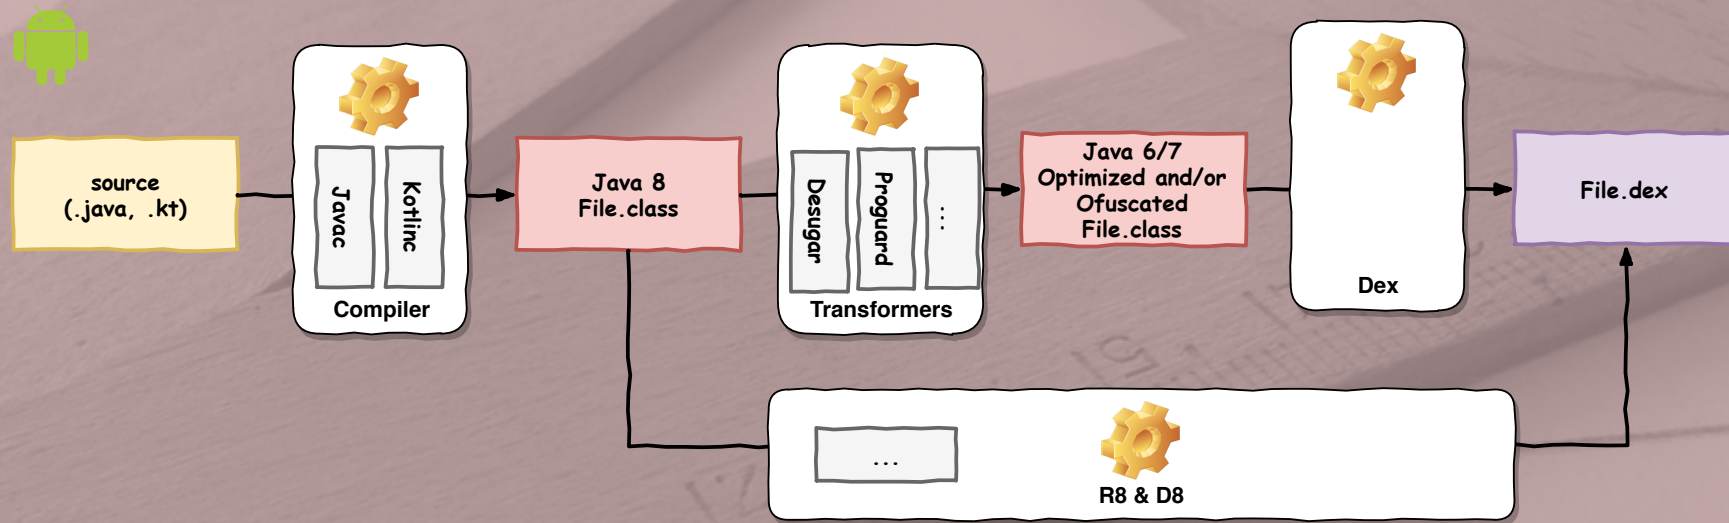 source
(.java, .kt)
Javac
Kotlinc
Compiler
Java 8
File.class
Desugar
Proguard
...
Transformers
Java 6/7
Optimized and/or
Ofuscated
File.class
Dex
File.dex
...
R8 & D8